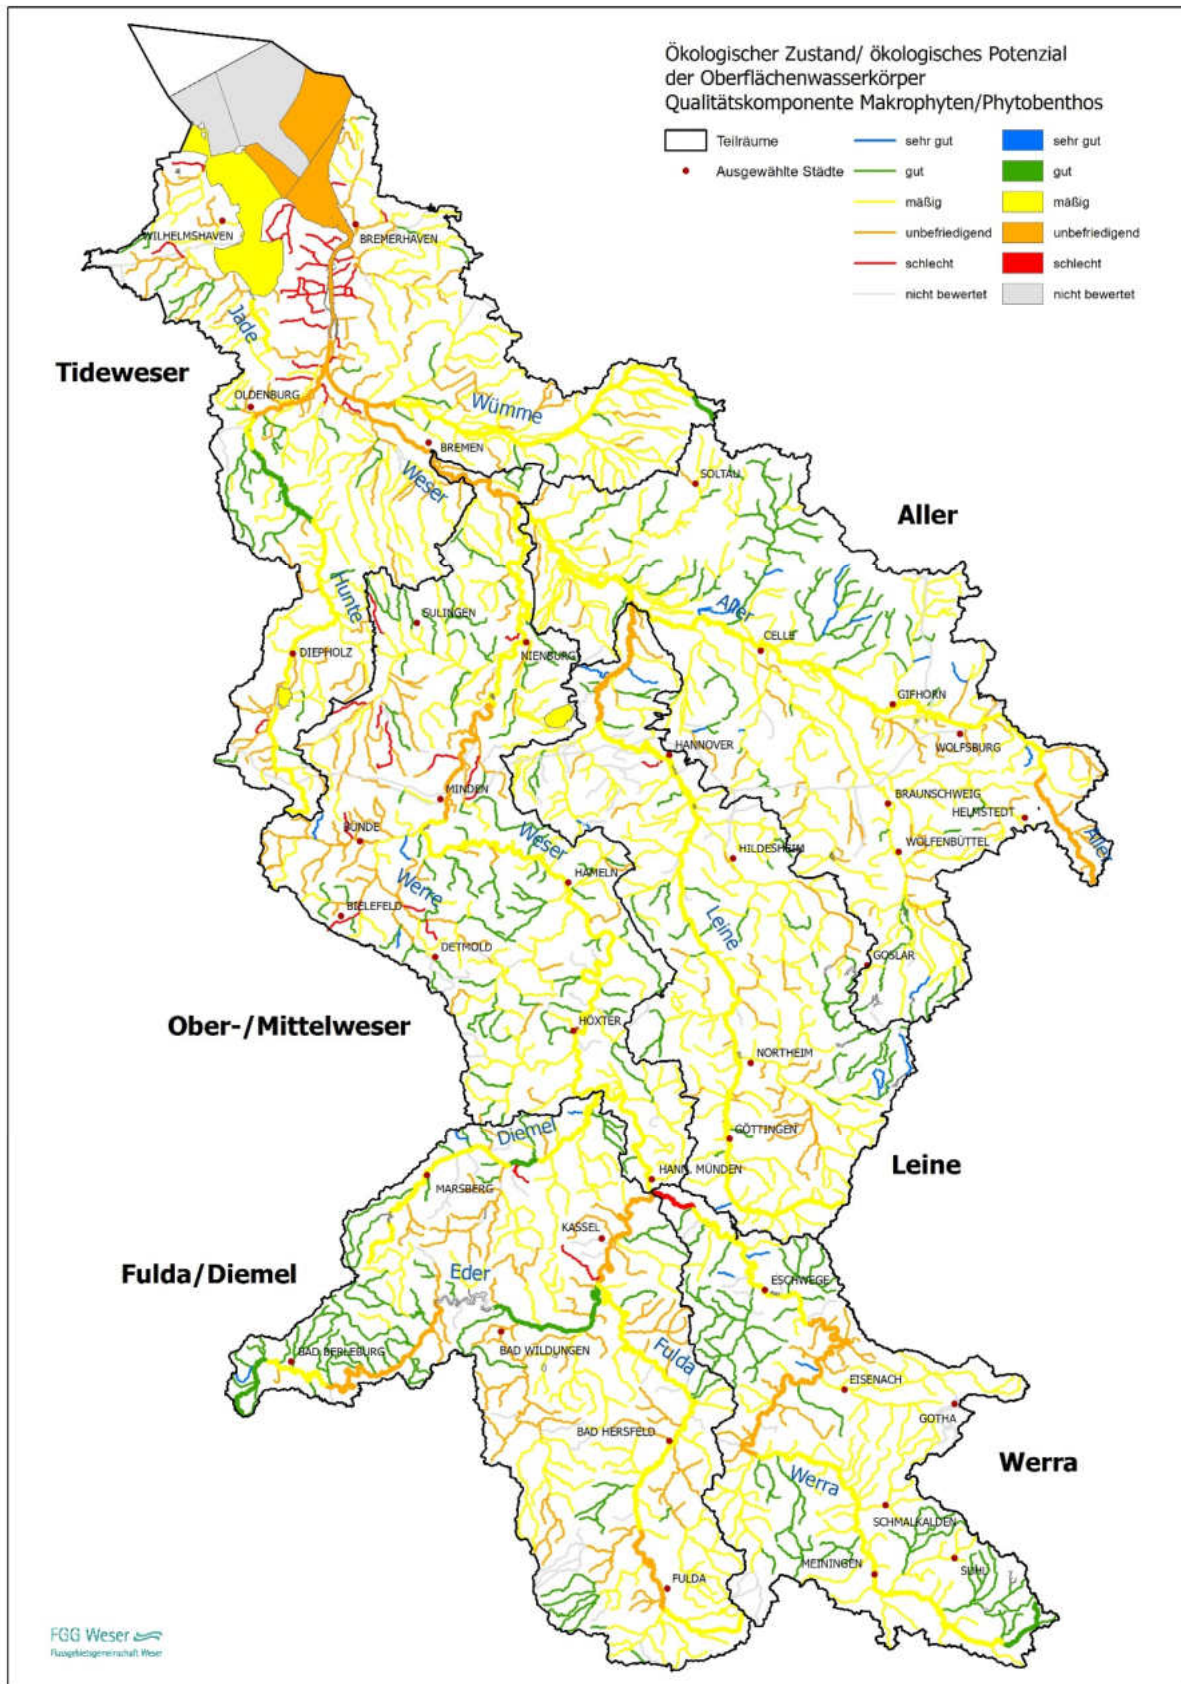 Ökologischer Zustand/ ökologisches Potenzial
der Oberflächenwasserkörper
Qualitätskomponente Makrophyten/Phytobenthos
Teilräume
Ausgewählte Städte
sehr gut
gut
mäßig
unbefriedigend
schlecht
nicht bewertet
sehr gut
gut
mäßig
unbefriedigend
schlecht
nicht bewertet
WILHELMSHAVEN
BREMERHAVEN
Jade
Tideweser
OLDENBURG
Wümme
BREMEN
Weser
SOLTAU
Aller
Hunte
SULINGEN
Aller
CELLE
DIEPHOLZ
NIENBURG
GIFHORN
HANNOVER
WOLFSBURG
MINDEN
BRAUNSCHWEIG
HELMSTEDT
BÜNDE
Weser
HILDESHEIM
WOLFENBÜTTEL
Aller
HAMELN
Werre
BIELEFELD
Leine
DETMOLD
GOSLAR
Ober-/Mittelweser
HÖXTER
NORTHEIM
Diemel
GÖTTINGEN
Leine
MARSBERG
HANN. MÜNDEN
KASSEL
Fulda/Diemel
Eder
ESCHWEGE
BAD BERLEBURG
BAD WILDUNGEN
Fulda
EISENACH
GOTHA
BAD HERSFELD
Werra
Werra
SCHMALKALDEN
MEININGEN
SUHL
FULDA
FGG Weser
Flussgebietsgemeinschaft Weser